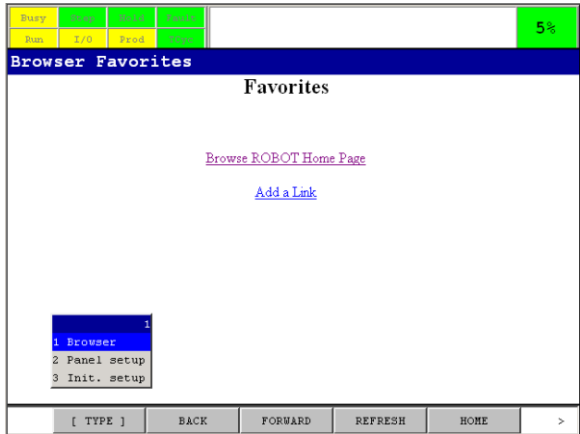 Busy Step Hold Fault
Run I/O Prod TCyc
5%
Browser Favorites
Favorites
Browse ROBOT Home Page
Add a Link
1
1 Browser
2 Panel setup
3 Init. setup
[ TYPE ] BACK FORWARD REFRESH HOME >